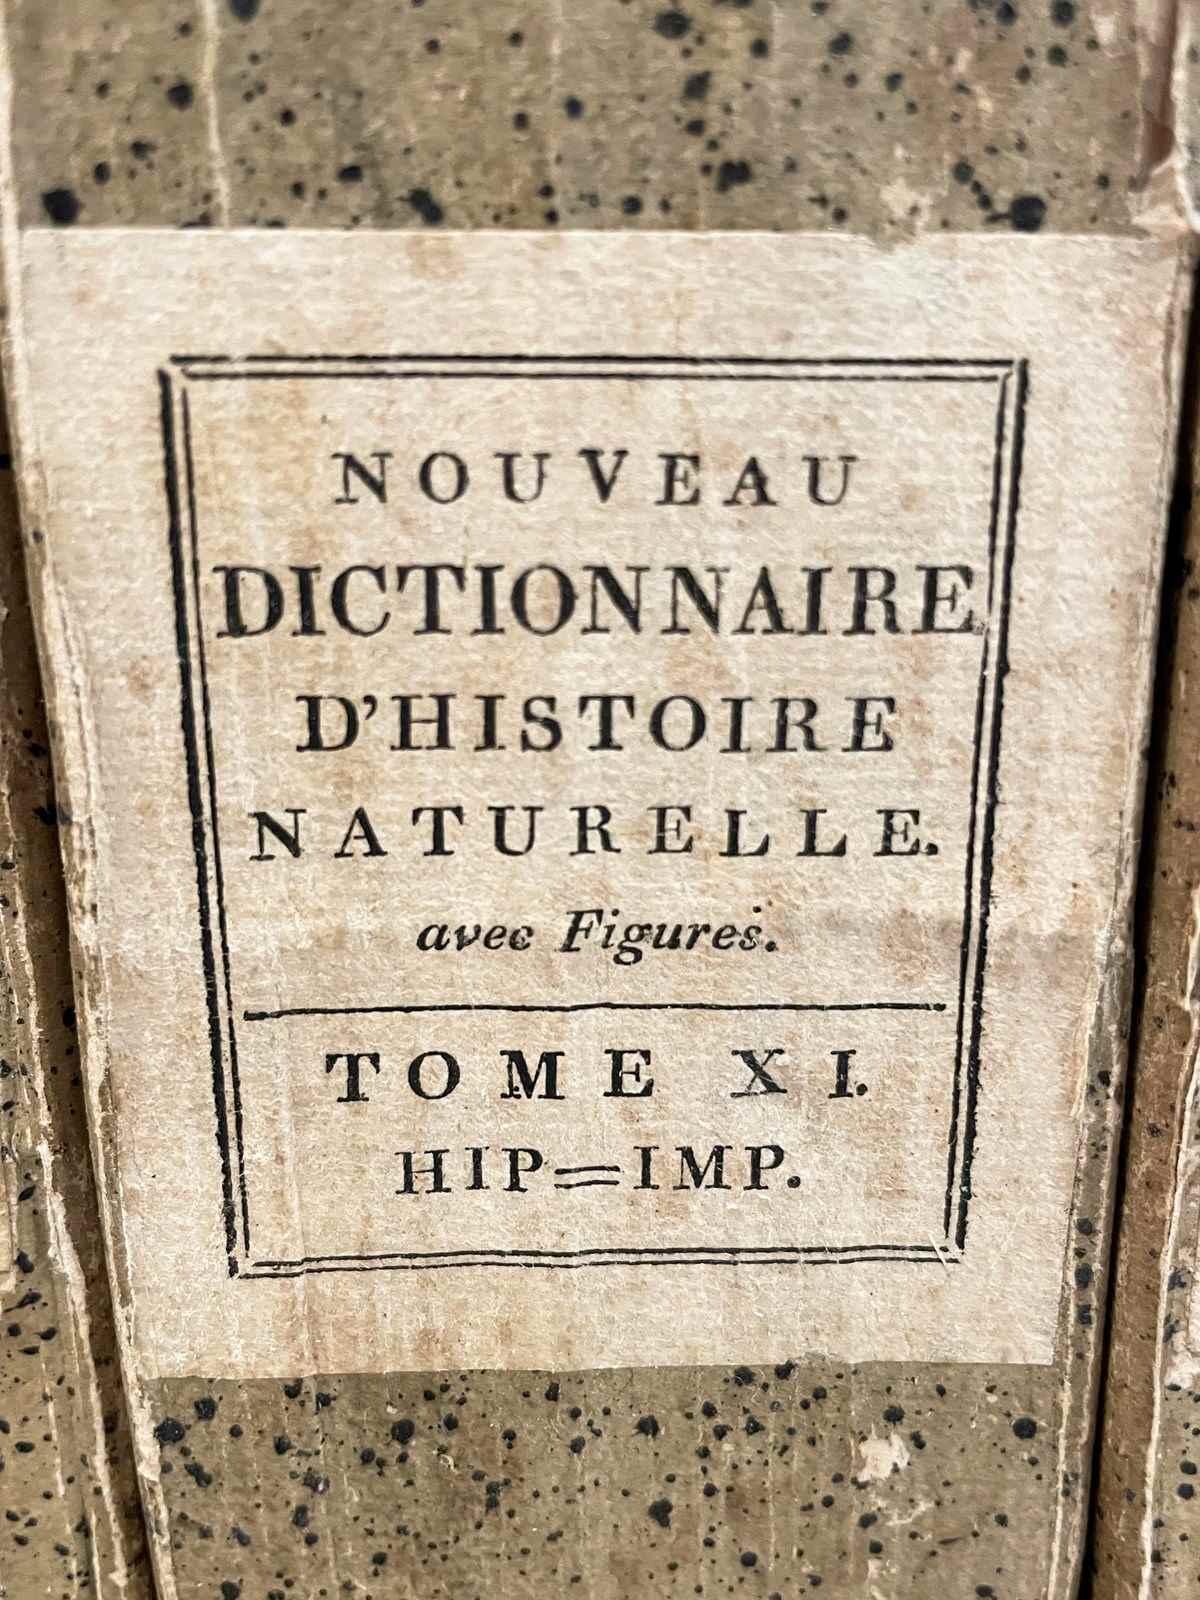 NOUVEAU
DICTIONNAIRE
D'HISTOIRE
NATURELLE.
avec Figures.
TOME XI.
HIP=IMP.